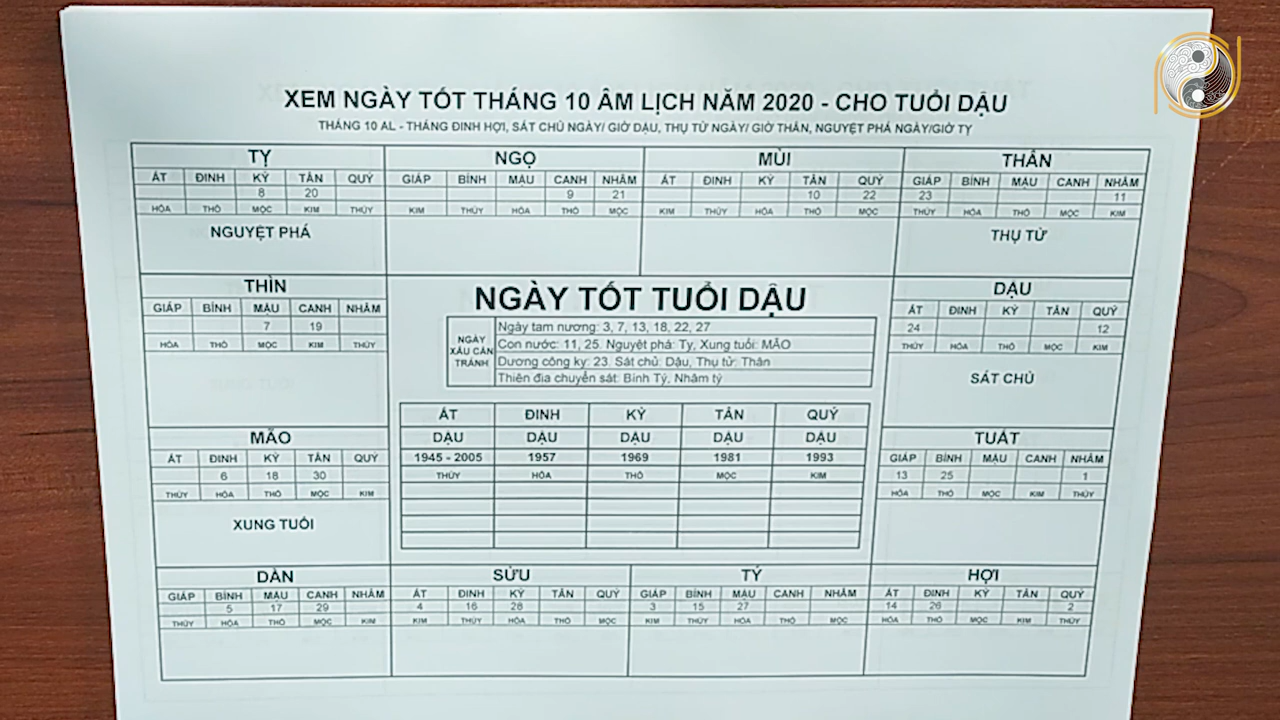 XEM NGÀY TỐT THÁNG 10 ÂM LỊCH NĂM 2020 - CHO TUỔI DẬU
THÁNG 10 AL - THÁNG ĐINH HỢI, SÁT CHỦ NGÀY/ GIỜ DẬU, THỤ TỬ NGÀY/ GIỜ THÂN, NGUYỆT PHÁ NGÀY/GIỜ TỴ
TỴ NGỌ MÙI THÂN
ẤT ĐINH KỶ TÂN QUÝ GIÁP BÍNH MẬU CANH NHÂM ẤT ĐINH KỶ TÂN QUÝ GIÁP BÍNH MẬU CANH NHÂM
8 20 9 21 10 22 23 11
HỎA THỔ MỘC KIM THỦY KIM THỦY HỎA THỔ MỘC KIM THỦY HỎA THỔ MỘC THỦY HỎA THỔ MỘC KIM
NGUYỆT PHÁ THỤ TỬ
THÌN
GIÁP BÍNH MẬU CANH NHÂM
7 19
HỎA THỔ MỘC KIM THỦY
NGÀY TỐT TUỔI DẬU
NGÀY XẤU CẦN TRÁNH
Ngày tam nương: 3, 7, 13, 18, 22, 27
Con nước: 11, 25. Nguyệt phá: Tỵ, Xung tuổi: MÃO
Dương công kỵ: 23. Sát chủ: Dậu, Thụ tử: Thân
Thiên địa chuyển sát: Bính Tý, Nhâm tý
DẬU
ẤT ĐINH KỶ TÂN QUÝ
24 12
THỦY HỎA THỔ MỘC KIM
SÁT CHỦ
MÃO
ẤT ĐINH KỶ TÂN QUÝ
6 18 30
THỦY HỎA THỔ MỘC KIM
XUNG TUỔI
ẤT ĐINH KỶ TÂN QUÝ
DẬU DẬU DẬU DẬU DẬU
1945 - 2005 1957 1969 1981 1993
THỦY HỎA THỔ MỘC KIM
TUẤT
GIÁP BÍNH MẬU CANH NHÂM
13 25 1
HỎA THỔ MỘC KIM THỦY
DẦN SỬU TÝ HỢI
GIÁP BÍNH MẬU CANH NHÂM ẤT ĐINH KỶ TÂN QUÝ GIÁP BÍNH MẬU CANH NHÂM ẤT ĐINH KỶ TÂN QUÝ
5 17 29 4 16 28 3 15 27 14 26 2
THỦY HỎA THỔ MỘC KIM KIM THỦY HỎA THỔ MỘC KIM THỦY HỎA THỔ MỘC HỎA THỔ MỘC KIM THỦY